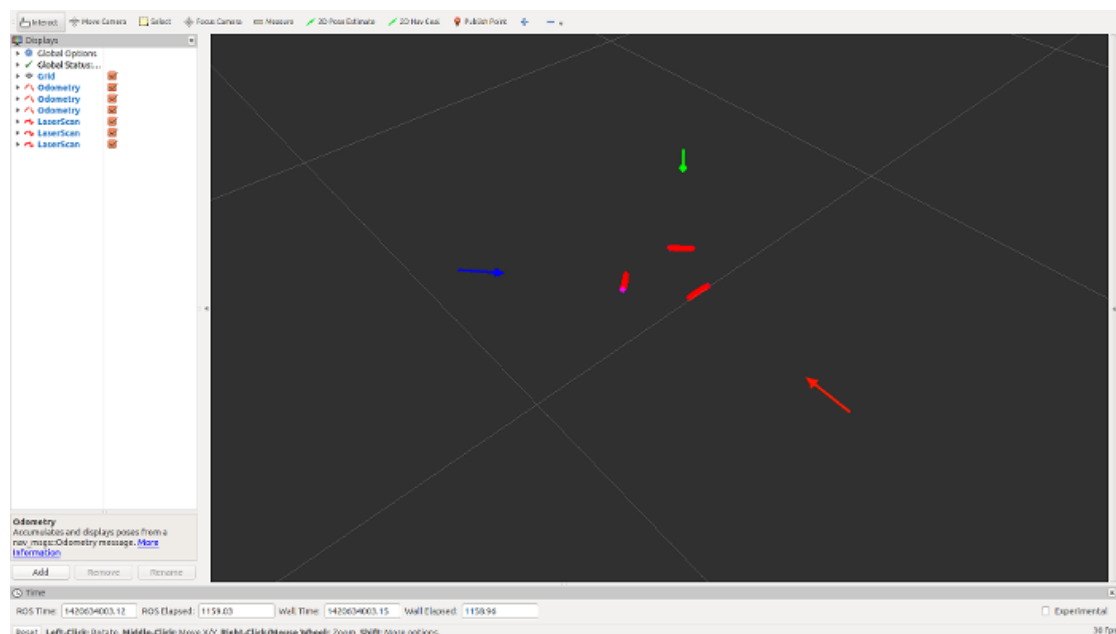 Interact Move Camera Select Focus Camera Measure 2D Pose Estimate 2D Nav Goal Publish Point
Displays
Global Options
Global Status:...
Grid
Odometry
Odometry
Odometry
LaserScan
LaserScan
LaserScan
Odometry
Accumulates and displays poses from a
nav_msgs::Odometry message. More
Information
Add Remove Rename
Time
ROS Time: 1420634003.12 ROS Elapsed: 1159.03 Wall Time: 1420634003.15 Wall Elapsed: 1158.96 Experimental
Reset Left-Click: Rotate. Middle-Click: Move X/Y. Right-Click/Mouse Wheel: Zoom. Shift: More options. 30 fps